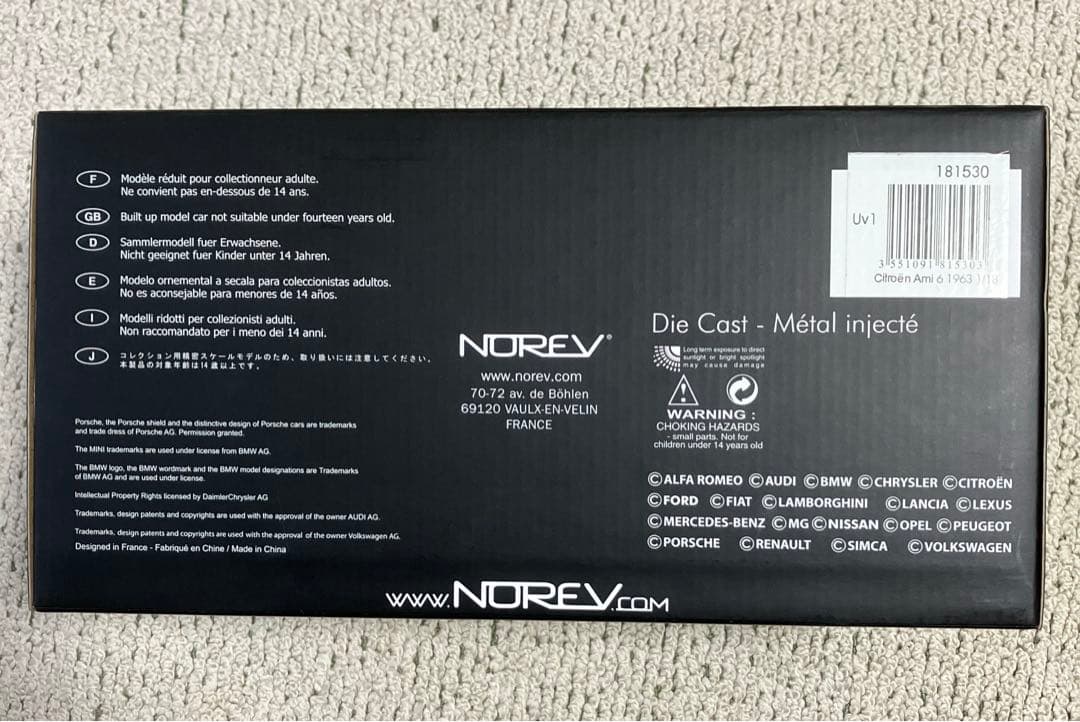 F
Modèle réduit pour collectionneur adulte.
Ne convient pas en-dessous de 14 ans.
GB
Built up model car not suitable under fourteen years old.
D
Sammlermodell fuer Erwachsene.
Nicht geeignet fuer Kinder unter 14 Jahren.
E
Modelo ornemental a secala para coleccionistas adultos.
No es aconsejable para menores de 14 años.
I
Modelli ridotti per collezionisti adulti.
Non raccomandato per i meno dei 14 anni.
J
コレクション用精密スケールモデルのため、取り扱いには注意してください。
本製品の対象年齢は14歳以上です。
Porsche, the Porsche shield and the distinctive design of Porsche cars are trademarks
and trade dress of Porsche AG. Permission granted.
The MINI trademarks are used under license from BMW AG.
The BMW logo, the BMW wordmark and the BMW model designations are Trademarks
of BMW AG and are used under license.
Intellectual Property Rights licensed by DaimlerChrysler AG
Trademarks, design patents and copyrights are used with the approval of the owner AUDI AG.
Trademarks, design patents and copyrights are used with the approval of the owner Volkswagen AG.
Designed in France - Fabriqué en Chine / Made in China
NOREV®
www.norev.com
70-72 av. de Böhlen
69120 VAULX-EN-VELIN
FRANCE
181530
Uv1
3 551091 815303
Citroën Ami 6 1963 1/18
Die Cast - Métal injecté
Long term exposure to direct
sunlight or bright spotlight
may cause damage
WARNING :
CHOKING HAZARDS
- small parts. Not for
children under 14 years old
©ALFA ROMEO ©AUDI ©BMW ©CHRYSLER ©CITROËN
©FORD ©FIAT ©LAMBORGHINI ©LANCIA ©LEXUS
©MERCEDES-BENZ ©MG ©NISSAN ©OPEL ©PEUGEOT
©PORSCHE ©RENAULT ©SIMCA ©VOLKSWAGEN
www.NOREV.COM